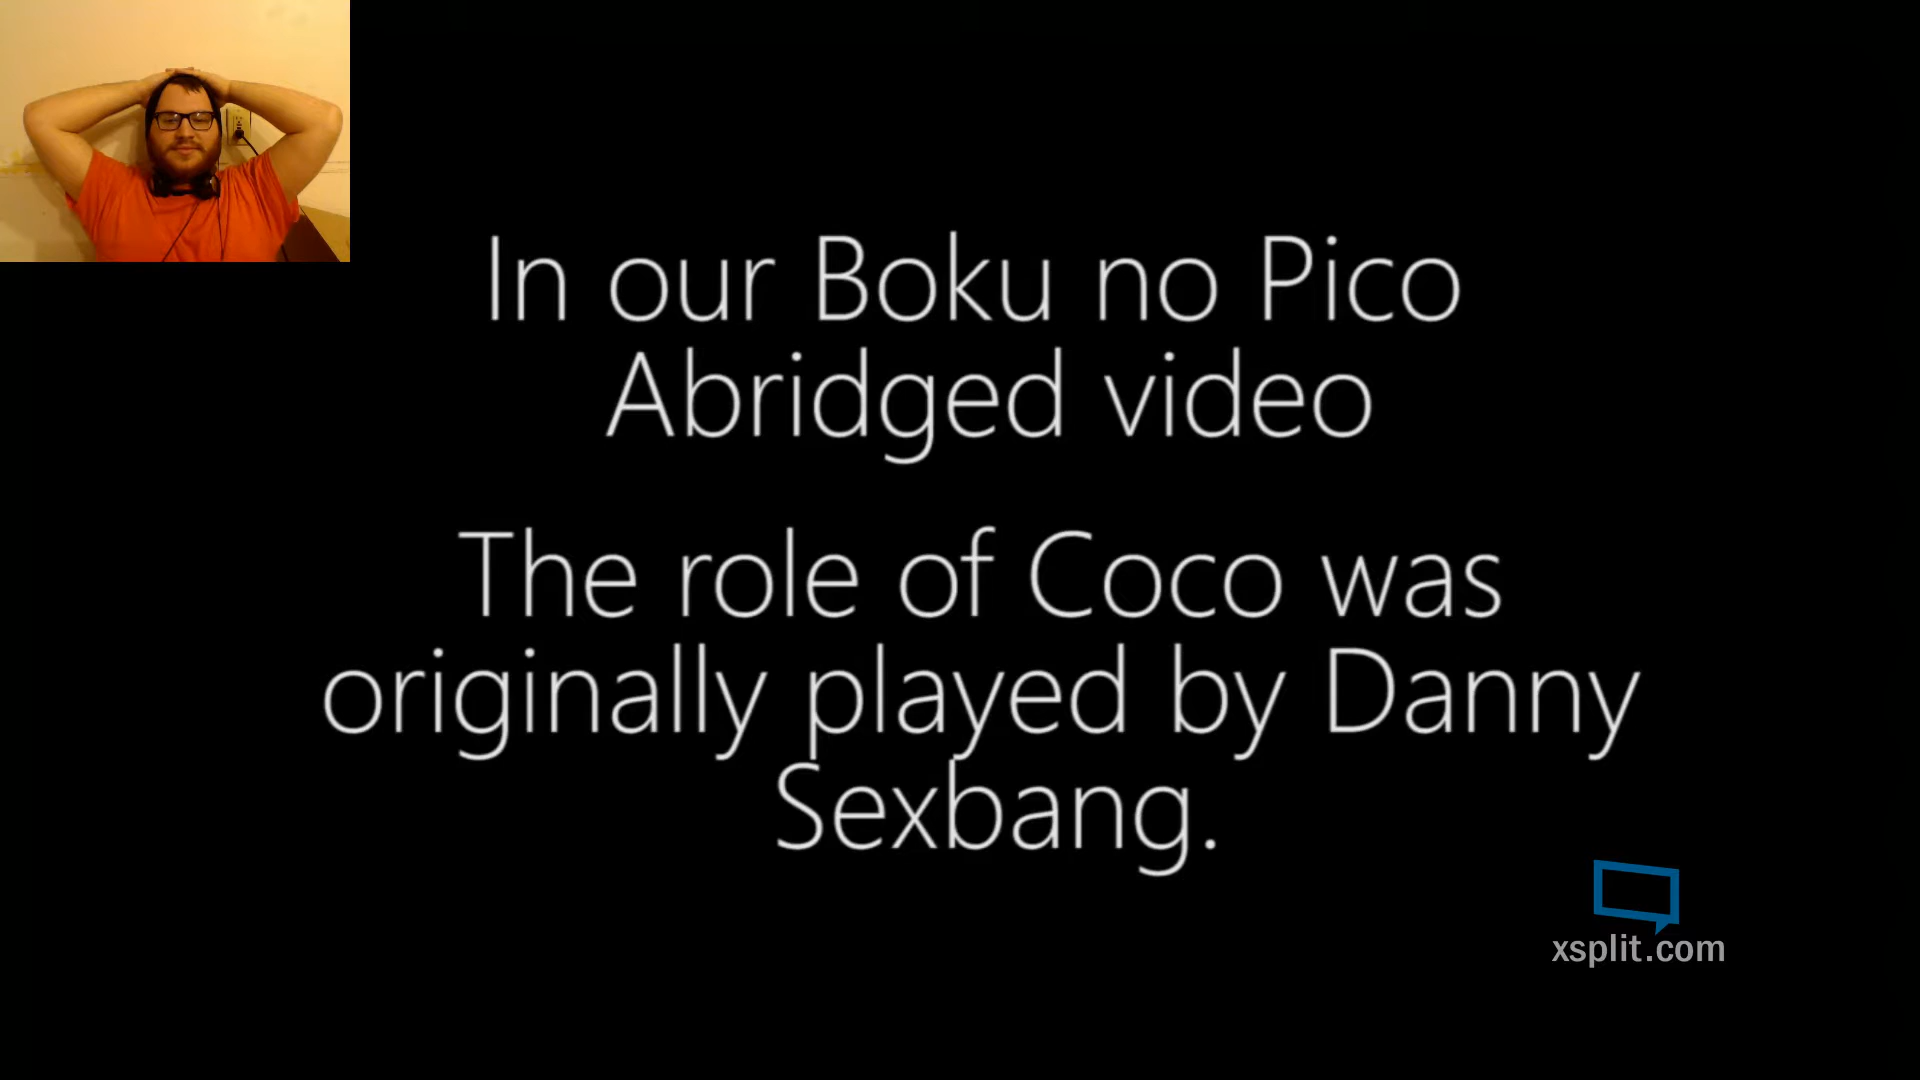 In our Boku no Pico
Abridged video
The role of Coco was
originally played by Danny
Sexbang.
xsplit.com